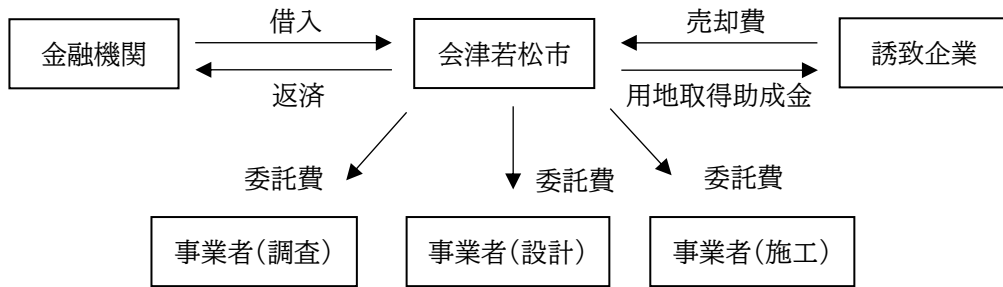 借入
売却費
金融機関
会津若松市
誘致企業
返済
用地取得助成金
委託費
委託費
委託費
事業者(調査)
事業者(設計)
事業者(施工)